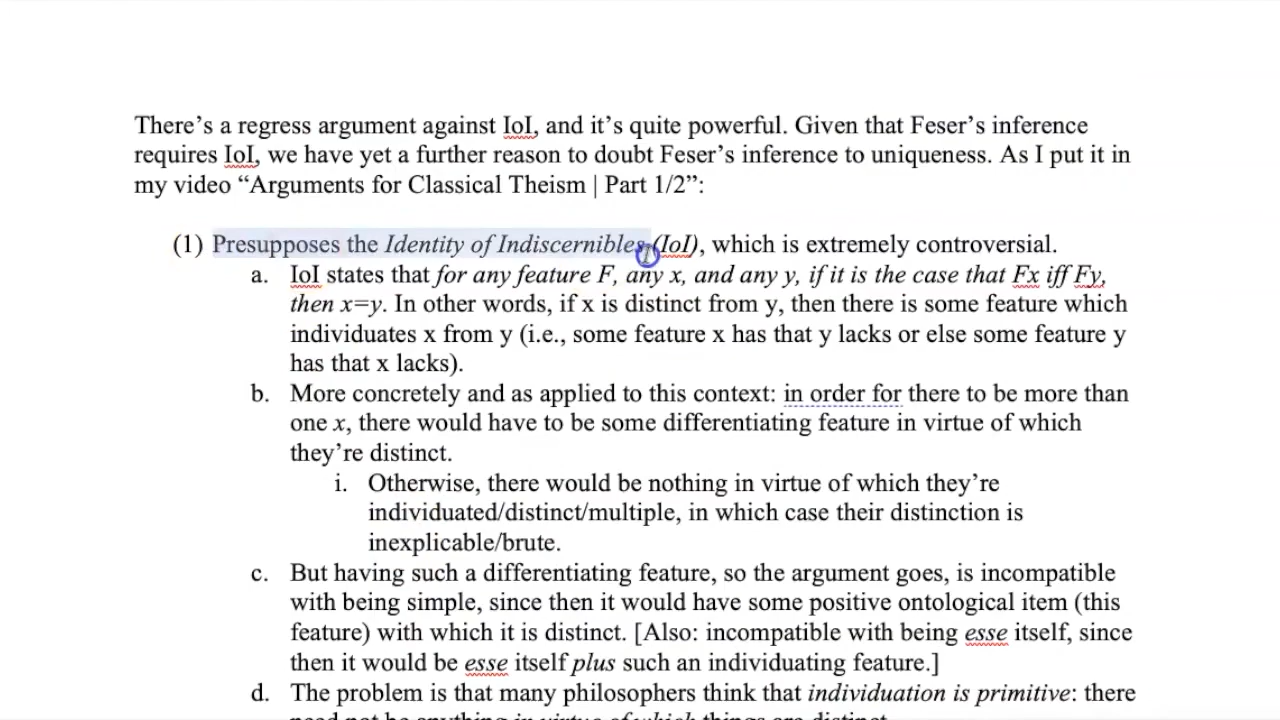 There’s a regress argument against IoI, and it’s quite powerful. Given that Feser’s inference
requires IoI, we have yet a further reason to doubt Feser’s inference to uniqueness. As I put it in
my video “Arguments for Classical Theism | Part 1/2”:
(1) Presupposes the Identity of Indiscernibles (IoI), which is extremely controversial.
a. IoI states that for any feature F, any x, and any y, if it is the case that Fx iff Fy,
then x=y. In other words, if x is distinct from y, then there is some feature which
individuates x from y (i.e., some feature x has that y lacks or else some feature y
has that x lacks).
b. More concretely and as applied to this context: in order for there to be more than
one x, there would have to be some differentiating feature in virtue of which
they’re distinct.
i. Otherwise, there would be nothing in virtue of which they’re
individuated/distinct/multiple, in which case their distinction is
inexplicable/brute.
c. But having such a differentiating feature, so the argument goes, is incompatible
with being simple, since then it would have some positive ontological item (this
feature) with which it is distinct. [Also: incompatible with being esse itself, since
then it would be esse itself plus such an individuating feature.]
d. The problem is that many philosophers think that individuation is primitive: there
need not be anything in virtue of which things are distinct